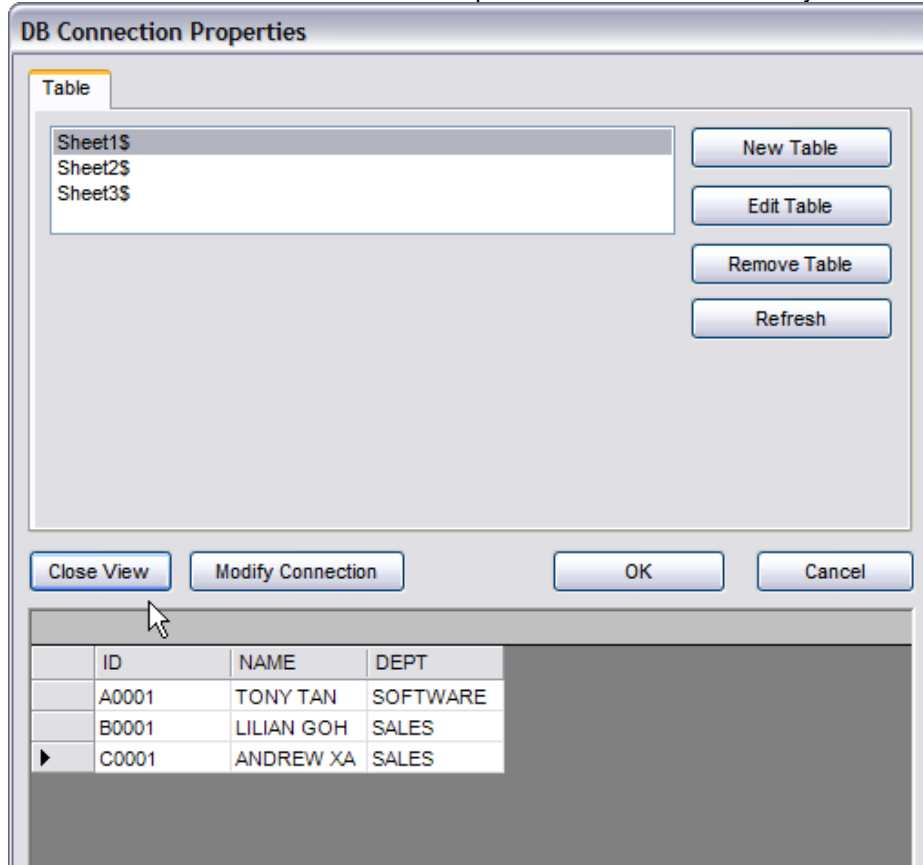 DB Connection Properties
Table
Sheet1$
Sheet2$
Sheet3$
New Table
Edit Table
Remove Table
Refresh
Close View Modify Connection OK Cancel
ID NAME DEPT
A0001 TONY TAN SOFTWARE
B0001 LILIAN GOH SALES
C0001 ANDREW XA SALES